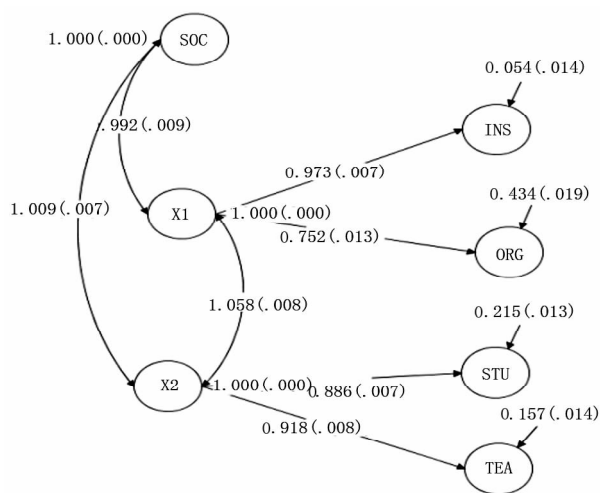 1.000(.000)
SOC
0.054(.014)
.992(.009)
INS
0.973(.007)
0.434(.019)
1.009(.007)
X1
1.000(.000)
0.752(.013)
ORG
1.058(.008)
0.215(.013)
X2
1.000(.000)
0.886(.007)
STU
0.157(.014)
0.918(.008)
TEA